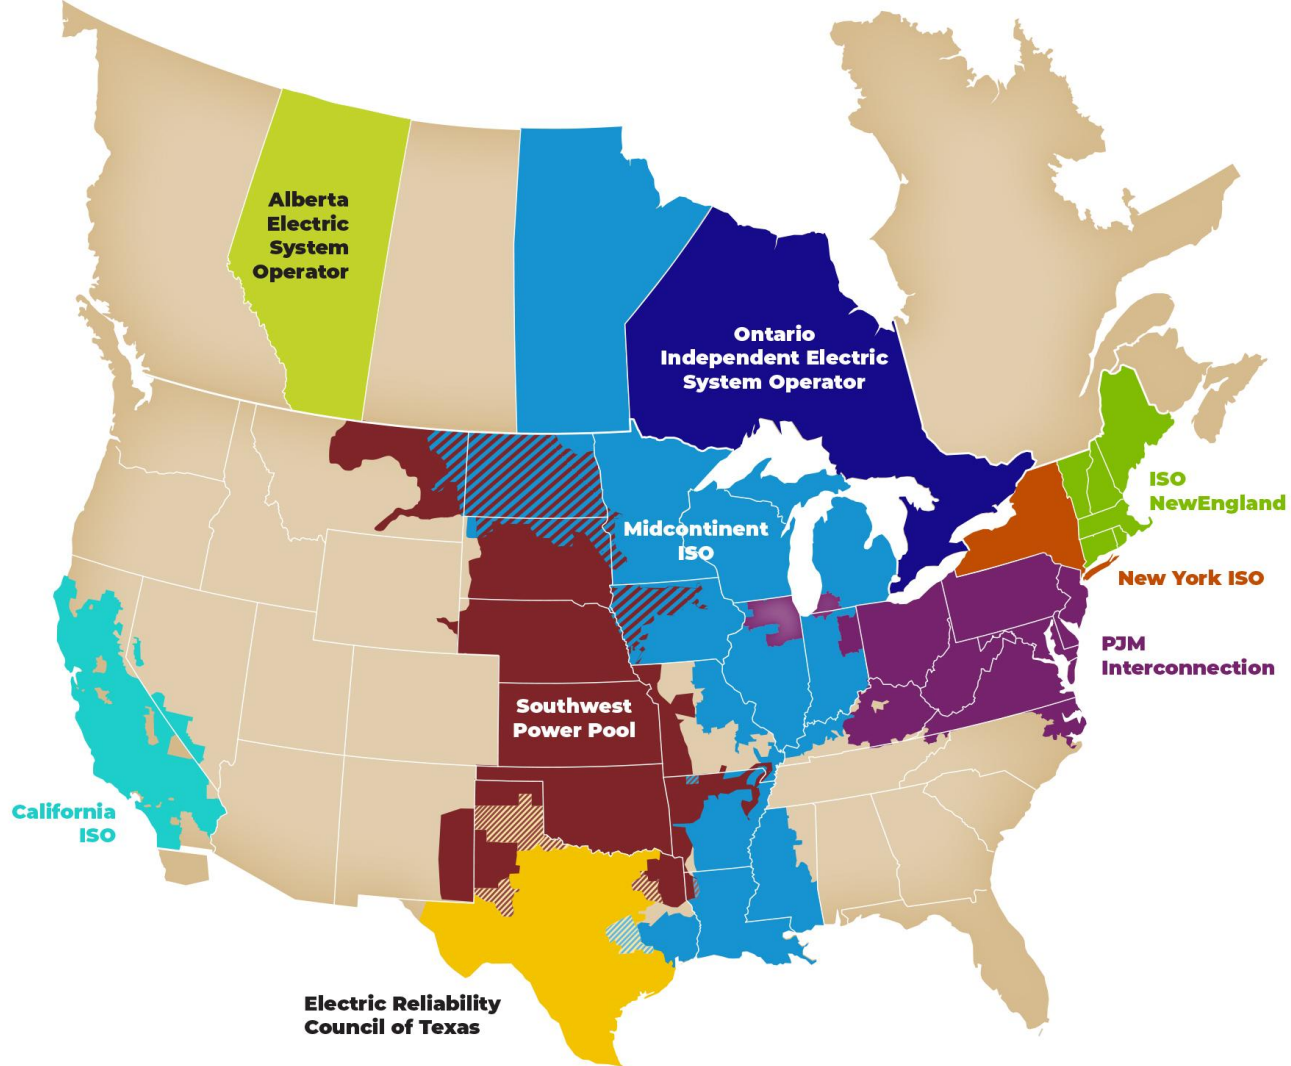 Alberta
Electric
System
Operator
Ontario
Independent Electric
System Operator
Midcontinent
ISO
ISO
NewEngland
New York ISO
PJM
Interconnection
Southwest
Power Pool
California
ISO
Electric Reliability
Council of Texas